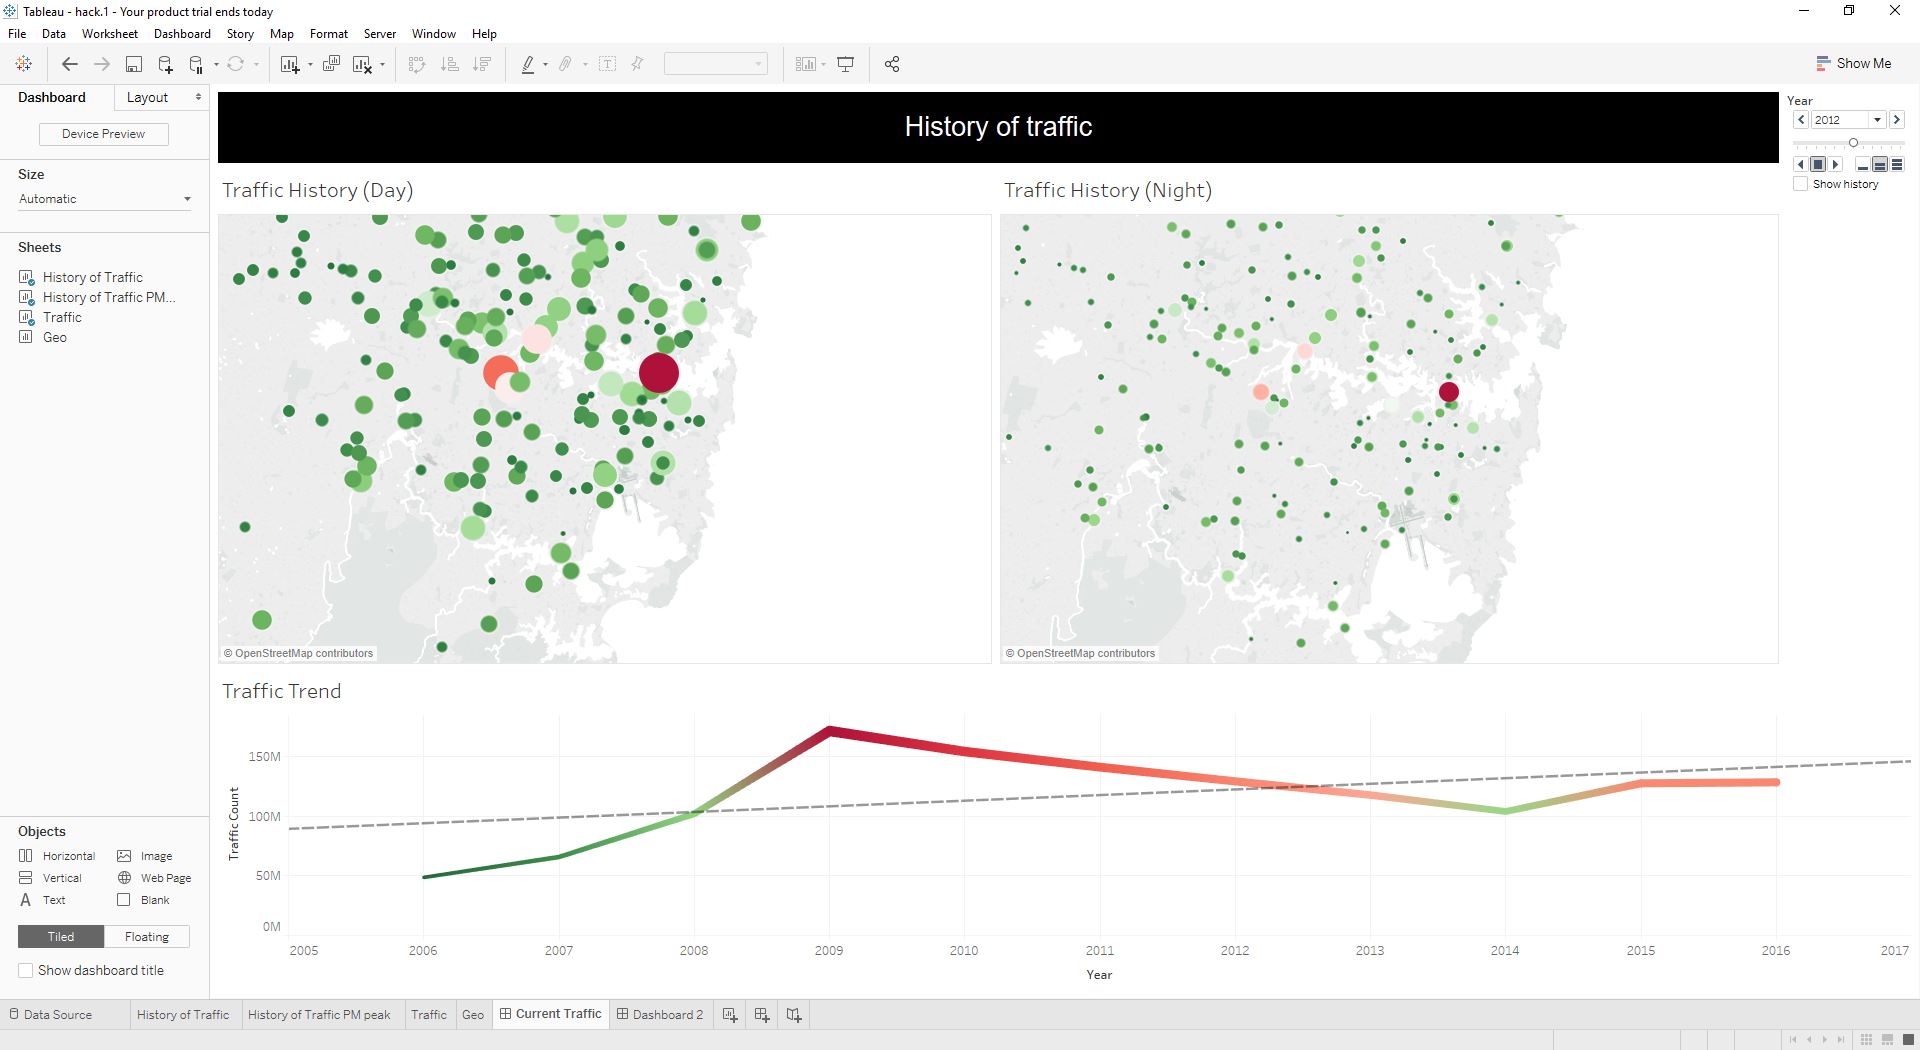 Tableau - hack.1 - Your product trial ends today
File Data Worksheet Dashboard Story Map Format Server Window Help
Show Me
Dashboard Layout
Device Preview
Size
Automatic
Sheets
History of Traffic
History of Traffic PM...
Traffic
Geo
History of traffic
Year
2012
Show history
Traffic History (Day)
Traffic History (Night)
© OpenStreetMap contributors
© OpenStreetMap contributors
Traffic Trend
Traffic Count
150M
100M
50M
0M
2005 2006 2007 2008 2009 2010 2011 2012 2013 2014 2015 2016 2017
Year
Objects
Horizontal Image
Vertical Web Page
A Text Blank
Tiled Floating
Show dashboard title
Data Source History of Traffic History of Traffic PM peak Traffic Geo Current Traffic Dashboard 2